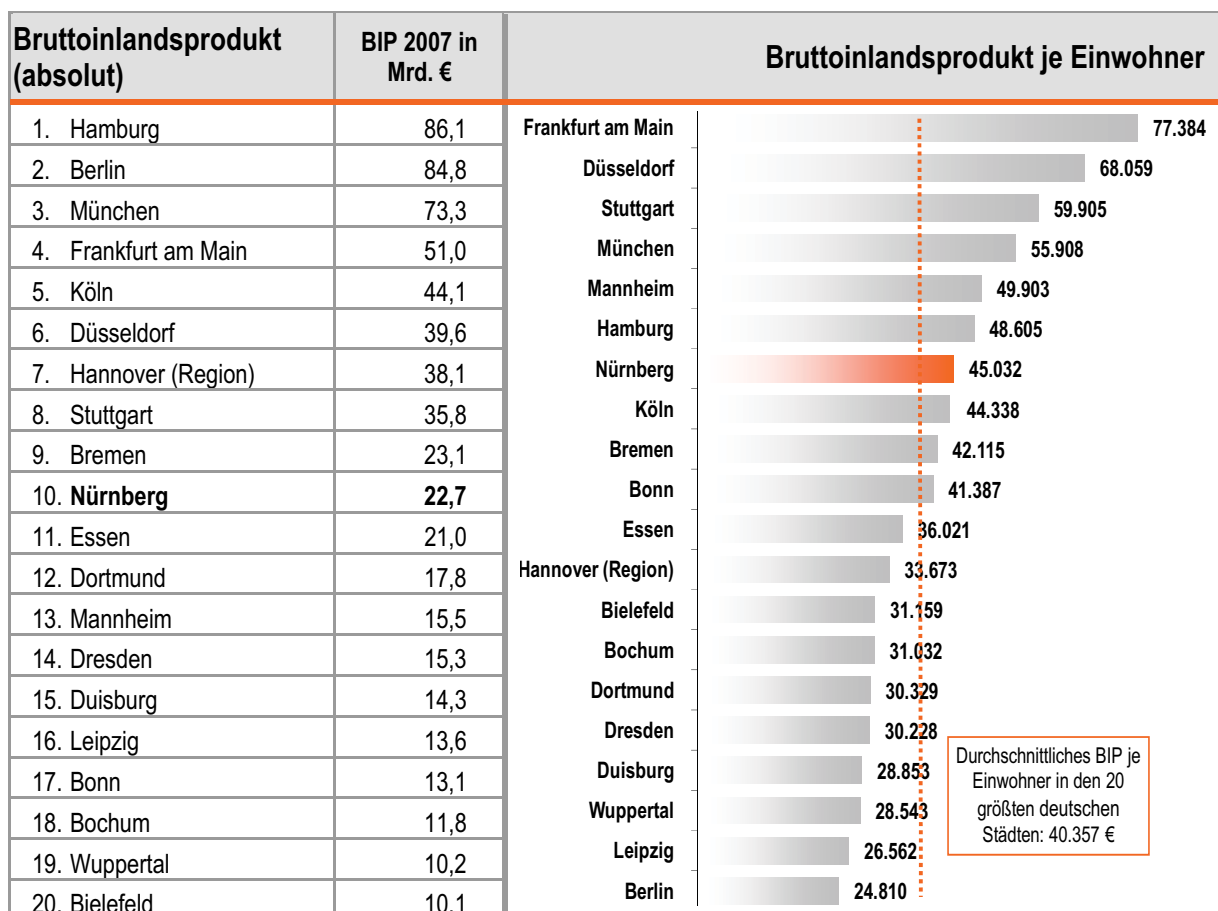 Bruttoinlandsprodukt
(absolut)
BIP 2007 in
Mrd. €
1. Hamburg 86,1
2. Berlin 84,8
3. München 73,3
4. Frankfurt am Main 51,0
5. Köln 44,1
6. Düsseldorf 39,6
7. Hannover (Region) 38,1
8. Stuttgart 35,8
9. Bremen 23,1
10. Nürnberg 22,7
11. Essen 21,0
12. Dortmund 17,8
13. Mannheim 15,5
14. Dresden 15,3
15. Duisburg 14,3
16. Leipzig 13,6
17. Bonn 13,1
18. Bochum 11,8
19. Wuppertal 10,2
20. Bielefeld 10,1
Bruttoinlandsprodukt je Einwohner
Frankfurt am Main 77.384
Düsseldorf 68.059
Stuttgart 59.905
München 55.908
Mannheim 49.903
Hamburg 48.605
Nürnberg 45.032
Köln 44.338
Bremen 42.115
Bonn 41.387
Essen 36.021
Hannover (Region) 33.673
Bielefeld 31.159
Bochum 31.032
Dortmund 30.329
Dresden 30.228
Duisburg 28.853
Wuppertal 28.543
Leipzig 26.562
Berlin 24.810
Durchschnittliches BIP je
Einwohner in den 20
größten deutschen
Städten: 40.357 €